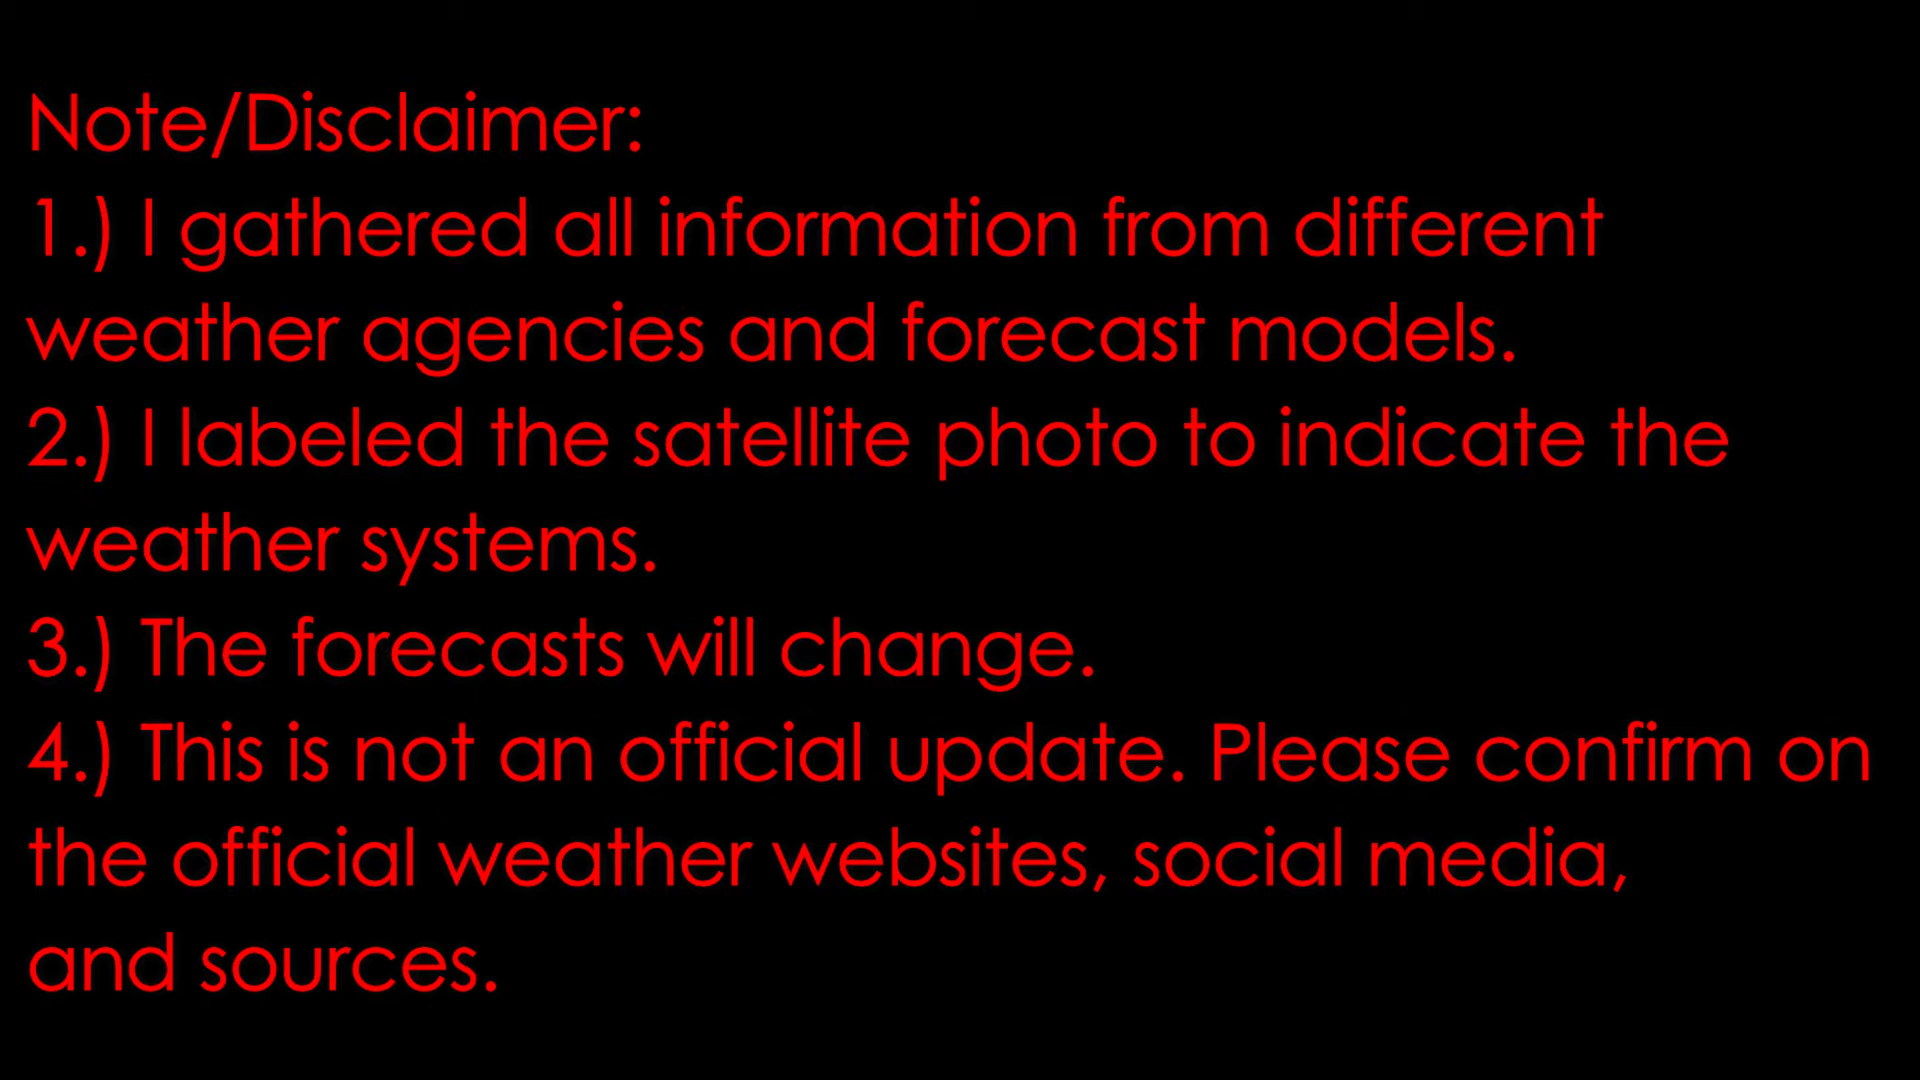 Note/Disclaimer:
1.) I gathered all information from different
weather agencies and forecast models.
2.) I labeled the satellite photo to indicate the
weather systems.
3.) The forecasts will change.
4.) This is not an official update. Please confirm on
the official weather websites, social media,
and sources.